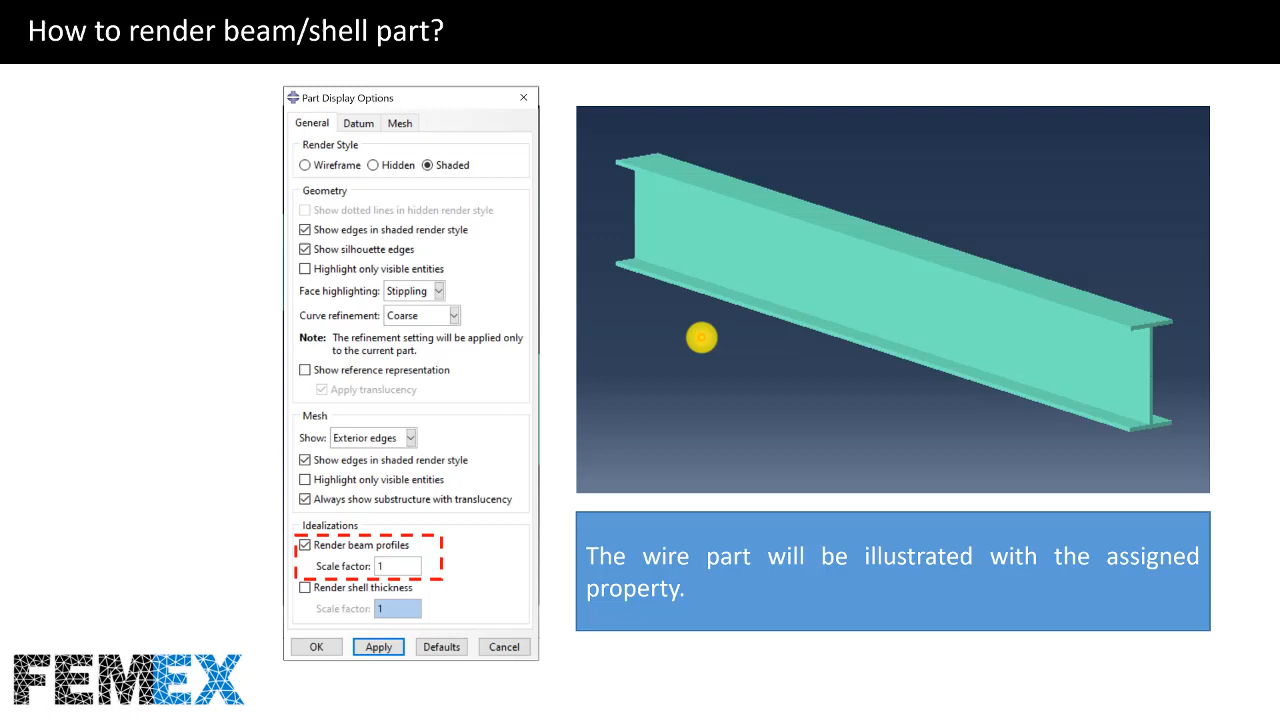 How to render beam/shell part?
Part Display Options
General Datum Mesh
Render Style
Wireframe Hidden Shaded
Geometry
Show dotted lines in hidden render style
Show edges in shaded render style
Show silhouette edges
Highlight only visible entities
Face highlighting: Stippling
Curve refinement: Coarse
Note: The refinement setting will be applied only
to the current part.
Show reference representation
Apply translucency
Mesh
Show: Exterior edges
Show edges in shaded render style
Highlight only visible entities
Always show substructure with translucency
Idealizations
Render beam profiles
Scale factor: 1
Render shell thickness
Scale factor: 1
OK Apply Defaults Cancel
The wire part will be illustrated with the assigned
property.
FEMEX